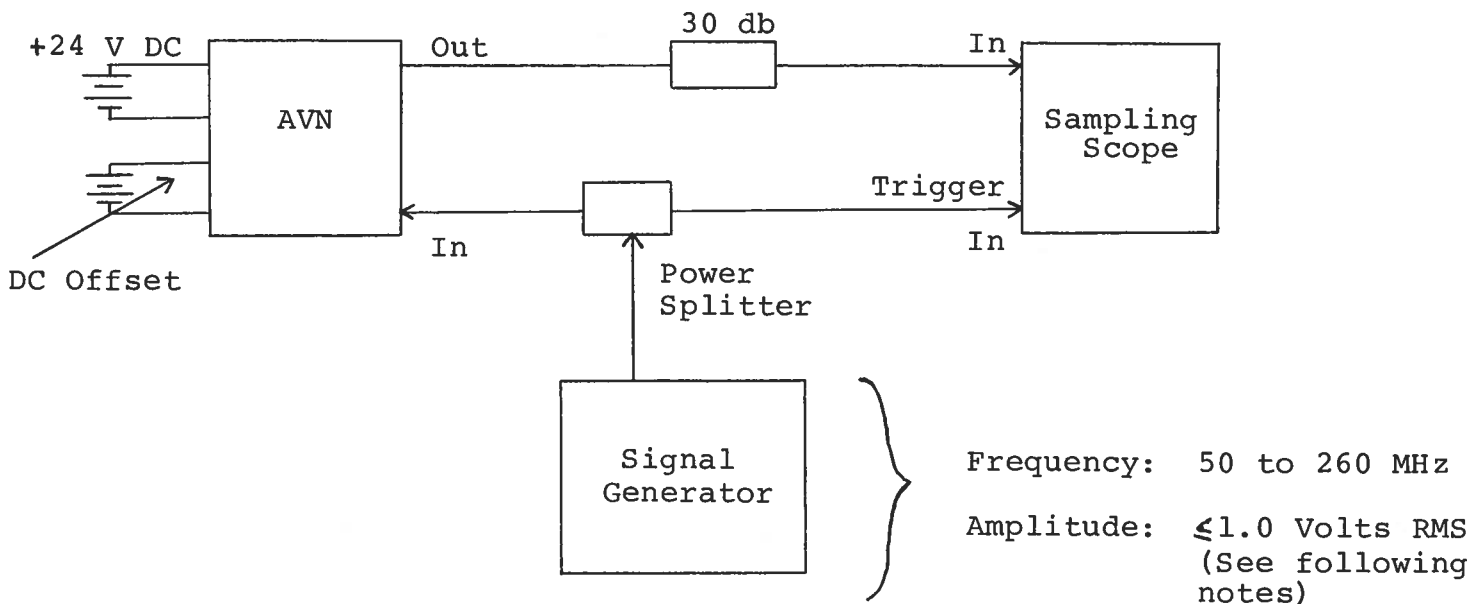 30 db
+24 V DC
Out
In
AVN
Sampling
Scope
Trigger
In
In
DC Offset
Power
Splitter
Signal
Generator
Frequency: 50 to 260 MHz
Amplitude: ≤1.0 Volts RMS
(See following
notes)